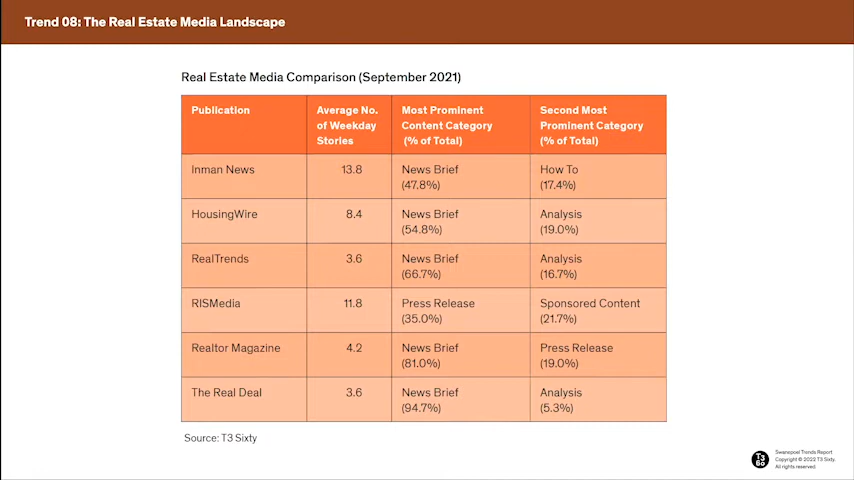 Trend 08: The Real Estate Media Landscape
Real Estate Media Comparison (September 2021)
Publication
Average No.
of Weekday
Stories
Most Prominent
Content Category
(% of Total)
Second Most
Prominent Category
(% of Total)
Inman News
13.8
News Brief
(47.8%)
How To
(17.4%)
HousingWire
8.4
News Brief
(54.8%)
Analysis
(19.0%)
RealTrends
3.6
News Brief
(66.7%)
Analysis
(16.7%)
RISMedia
11.8
Press Release
(35.0%)
Sponsored Content
(21.7%)
Realtor Magazine
4.2
News Brief
(81.0%)
Press Release
(19.0%)
The Real Deal
3.6
News Brief
(94.7%)
Analysis
(5.3%)
Source: T3 Sixty
T3
60
Swanepoel Trends Report
Copyright © 2022 T3 Sixty.
All rights reserved.